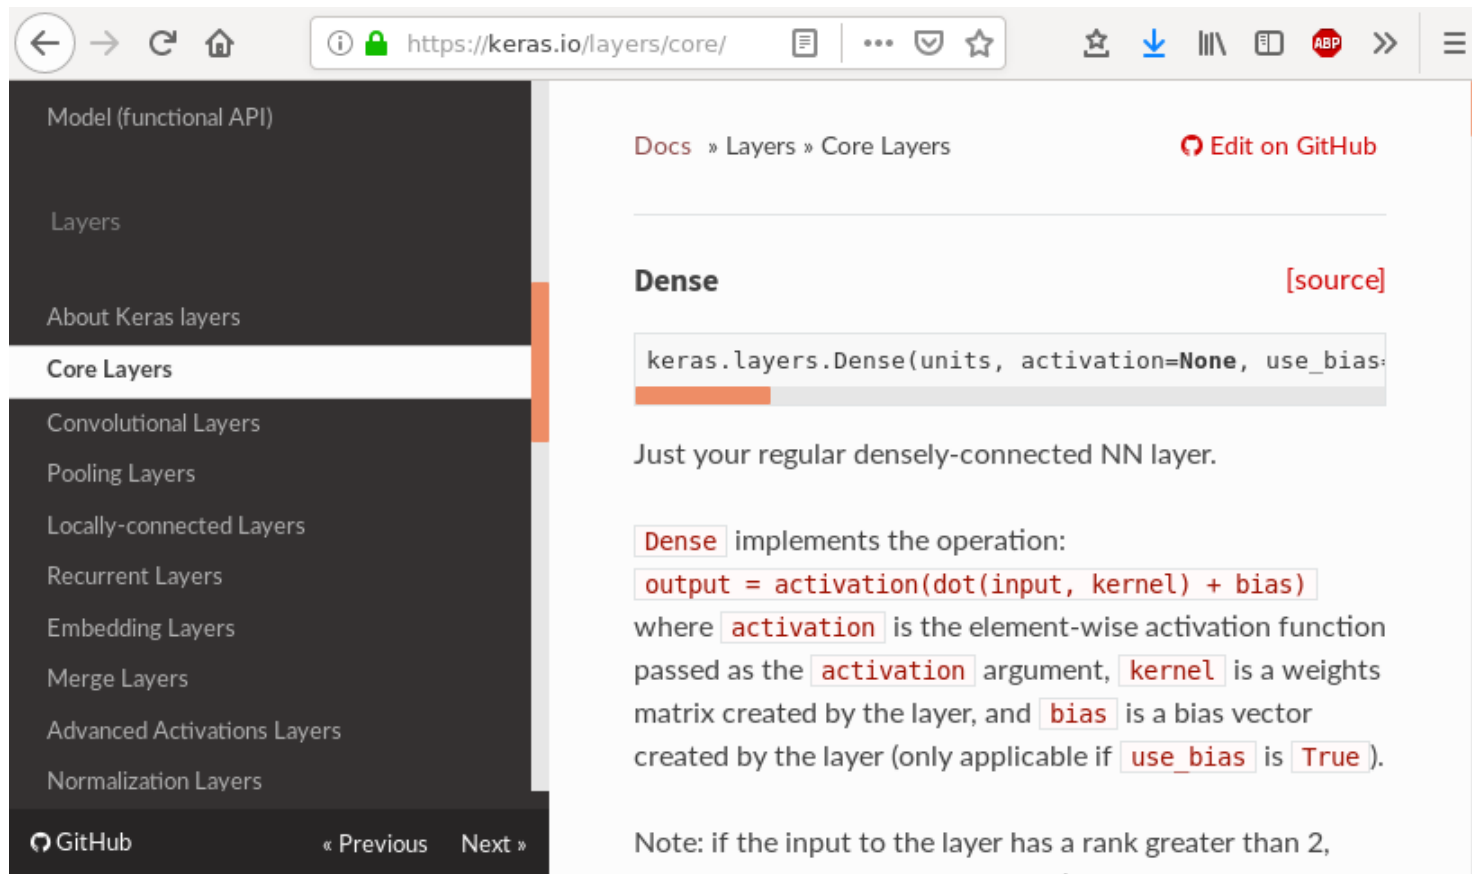 https://keras.io/layers/core/
ABP
Model (functional API)
Layers
About Keras layers
Core Layers
Convolutional Layers
Pooling Layers
Locally-connected Layers
Recurrent Layers
Embedding Layers
Merge Layers
Advanced Activations Layers
Normalization Layers
GitHub
« Previous
Next »
Docs » Layers » Core Layers
Edit on GitHub
Dense
[source]
keras.layers.Dense(units, activation=None, use_bias=
Just your regular densely-connected NN layer.
Dense implements the operation:
output = activation(dot(input, kernel) + bias)
where activation is the element-wise activation function
passed as the activation argument, kernel is a weights
matrix created by the layer, and bias is a bias vector
created by the layer (only applicable if use_bias is True ).
Note: if the input to the layer has a rank greater than 2,